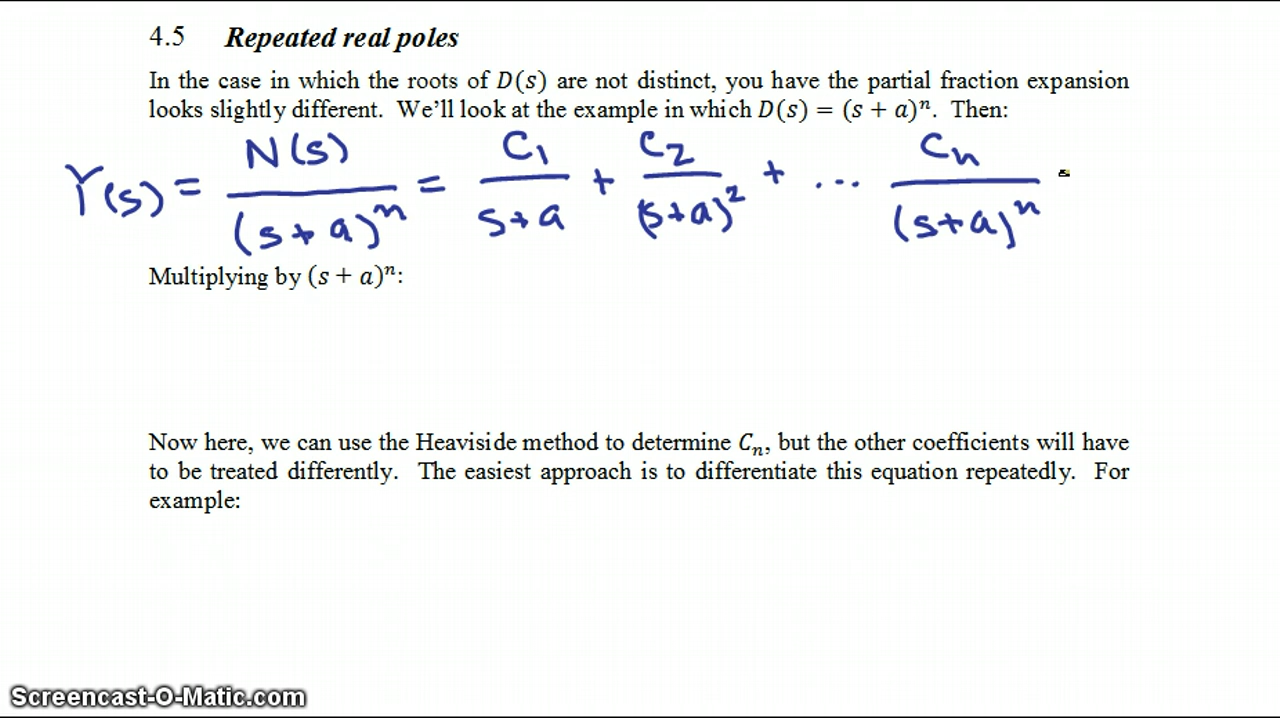 4.5 Repeated real poles
In the case in which the roots of D(s) are not distinct, you have the partial fraction expansion
looks slightly different. We'll look at the example in which D(s) = (s + a)ⁿ. Then:
Y(s) = N(s)/(s+a)ⁿ = C₁/s+a + C₂/(s+a)² + ... Cₙ/(s+a)ⁿ
Multiplying by (s + a)ⁿ:
Now here, we can use the Heaviside method to determine Cₙ, but the other coefficients will have
to be treated differently. The easiest approach is to differentiate this equation repeatedly. For
example:
Screencast-O-Matic.com